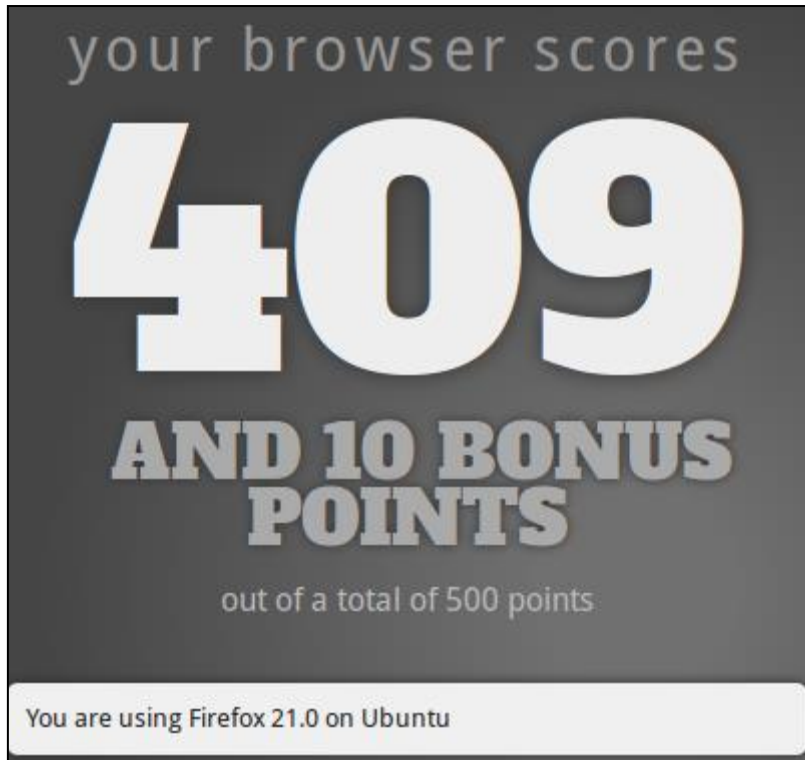 your browser scores
409
AND 10 BONUS
POINTS
out of a total of 500 points
You are using Firefox 21.0 on Ubuntu